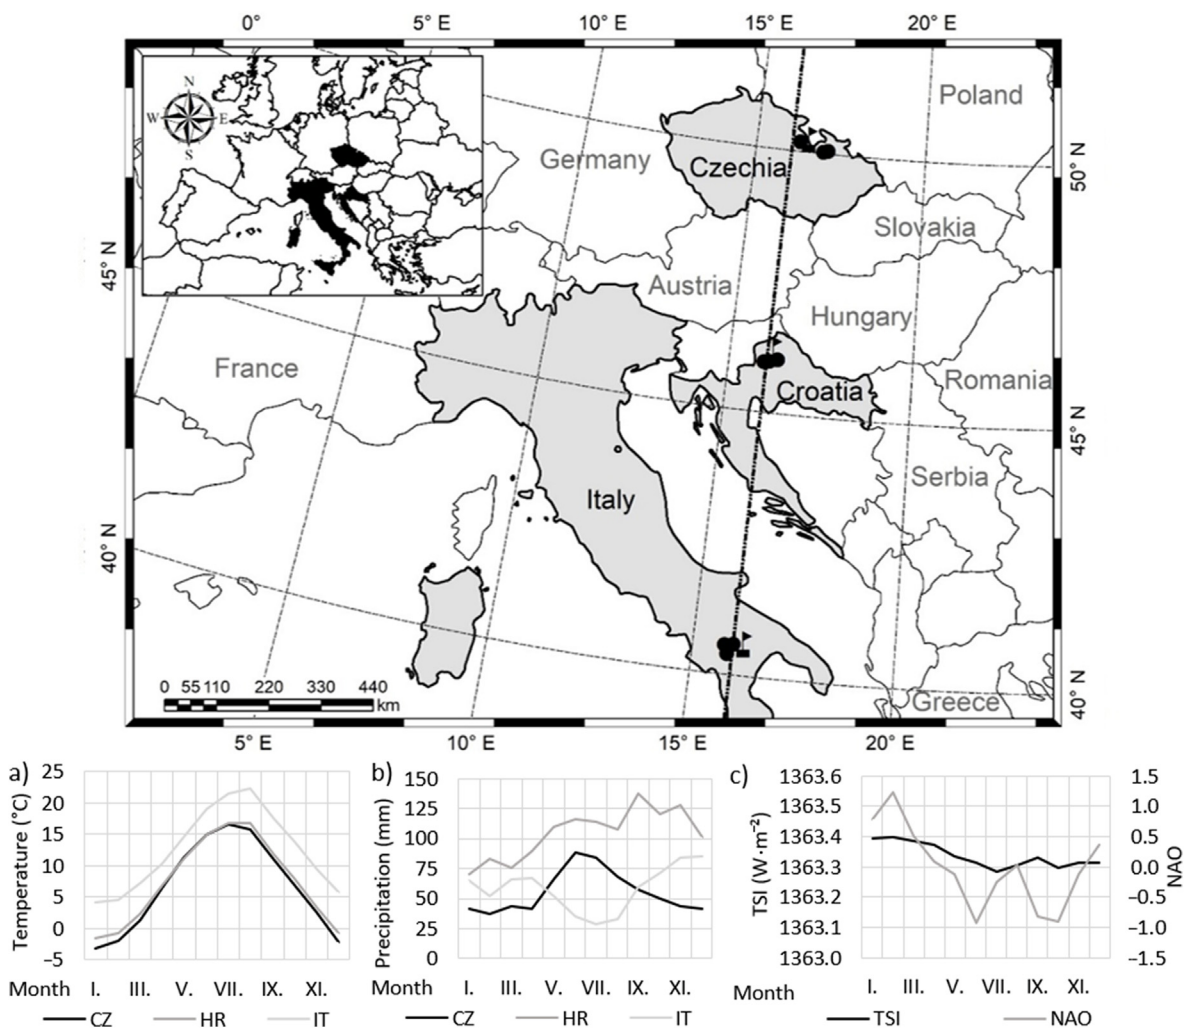 0° 5° E 10° E 15° E 20° E
N
W E
S
Poland
Germany
Czechia
50° N
Slovakia
45° N
Austria
Hungary
France
Croatia
Romania
45° N
Serbia
Italy
40° N
0 55 110 220 330 440
km
Greece
40° N
5° E 10° E 15° E 20° E
a)
Temperature (°C)
25
20
15
10
5
0
–5
Month I. III. V. VII. IX. XI.
CZ HR IT
b)
Precipitation (mm)
150
125
100
75
50
25
0
Month I. III. V. VII. IX. XI.
CZ HR IT
c)
TSI (W·m⁻²)
1363.6
1363.5
1363.4
1363.3
1363.2
1363.1
1363.0
1.5
1.0
0.5
0.0
–0.5
–1.0
–1.5
NAO
Month I. III. V. VII. IX. XI.
TSI NAO